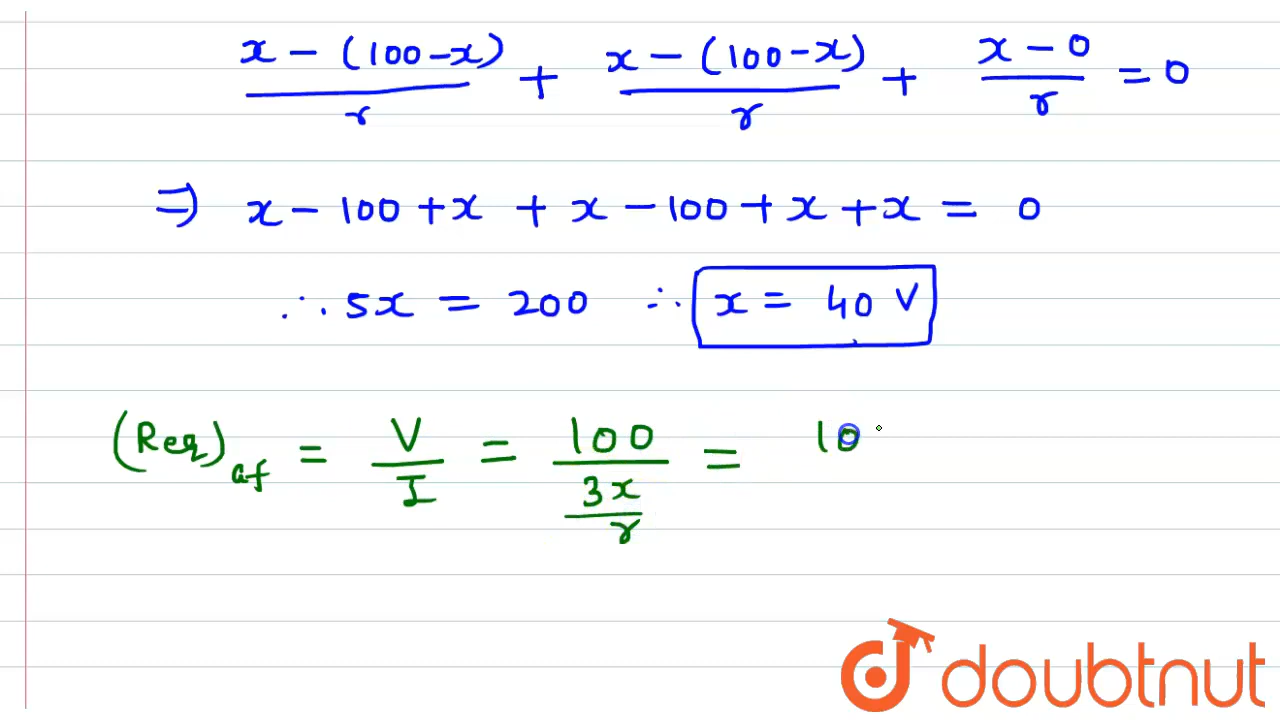 x - (100 - x) / r + x - (100 - x) / r + x - 0 / r = 0
⇒ x - 100 + x + x - 100 + x + x = 0
∴ 5x = 200 ∴ x = 40 V
(Req)af = V / I = 100 / 3x / r = 10
doubtnut